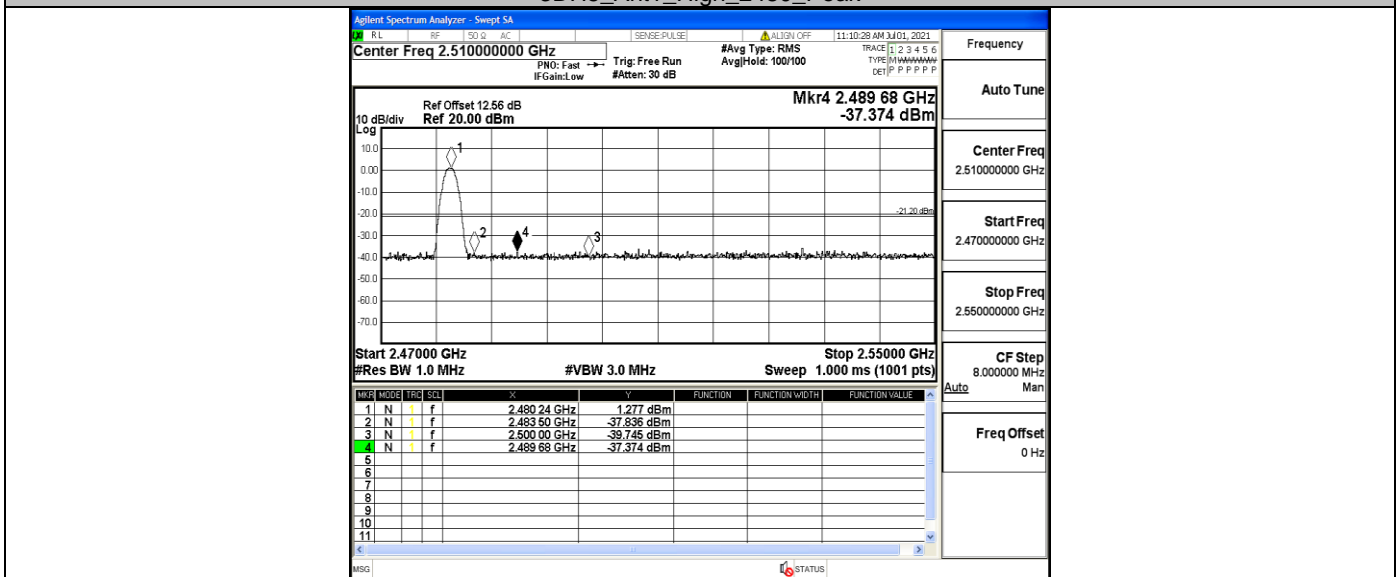 Agilent Spectrum Analyzer - Swept SA
RL RF 50 Ω AC SENSE:PULSE ALIGN OFF 11:10:28 AM Jul 01, 2021
Center Freq 2.510000000 GHz #Avg Type: RMS TRACE 1 2 3 4 5 6
PNO: Fast Trig: Free Run Avg|Hold: 100/100 TYPE MWWWWW
IFGain:Low #Atten: 30 dB DET P P P P P P
Frequency
Auto Tune
Center Freq
2.510000000 GHz
Start Freq
2.470000000 GHz
Stop Freq
2.550000000 GHz
CF Step
8.000000 MHz
Auto Man
Freq Offset
0 Hz
Mkr4 2.489 68 GHz
-37.374 dBm
Ref Offset 12.56 dB
10 dB/div Ref 20.00 dBm
Log
10.0
0.00
-10.0
-20.0
-30.0
-40.0
-50.0
-60.0
-70.0
1
2
4
3
-21.20 dBm
Start 2.47000 GHz Stop 2.55000 GHz
#Res BW 1.0 MHz #VBW 3.0 MHz Sweep 1.000 ms (1001 pts)
MKR MODE TRC SCL X Y FUNCTION FUNCTION WIDTH FUNCTION VALUE
1 N 1 f 2.480 24 GHz 1.277 dBm
2 N 1 f 2.483 50 GHz -37.836 dBm
3 N 1 f 2.500 00 GHz -39.745 dBm
4 N 1 f 2.489 68 GHz -37.374 dBm
5
6
7
8
9
10
11
MSG STATUS